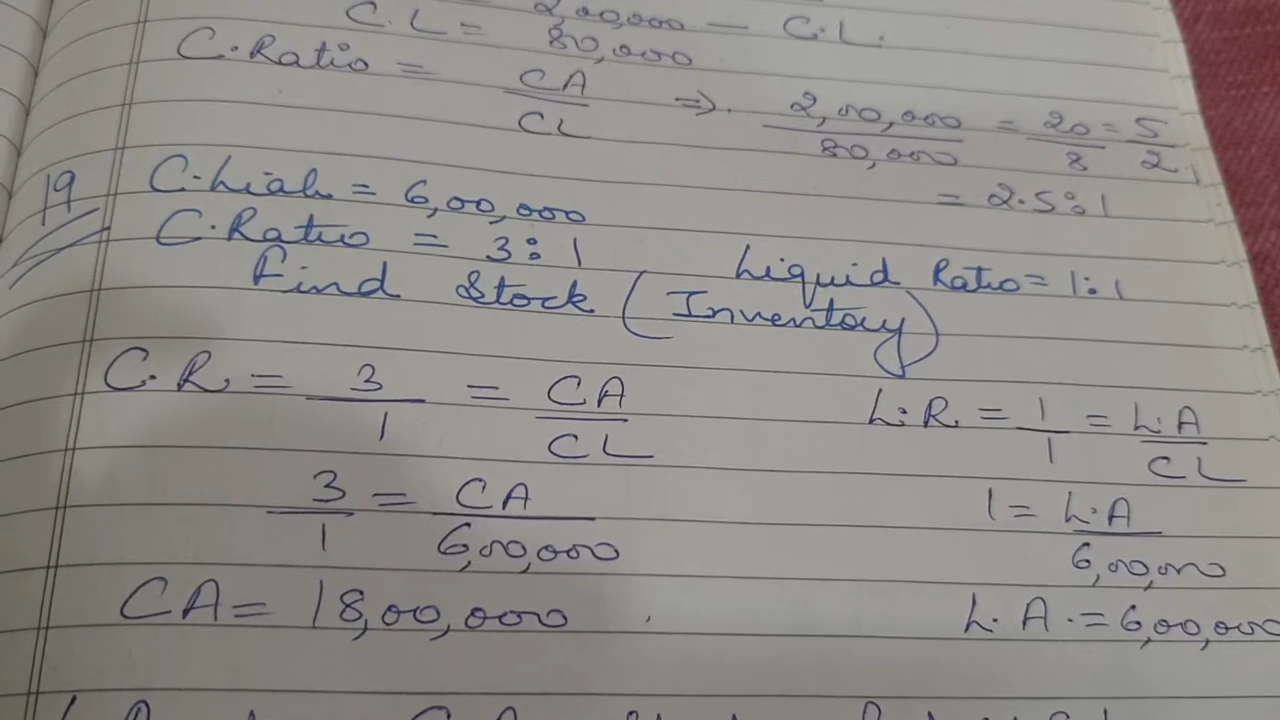 C.L = 2,00,000 - C.L.
80,000
C.Ratio = CA/CL ⇒ 2,00,000/80,000 = 20/8 = 5/2
= 2.5:1
19 C.Liab = 6,00,000
C.Ratio = 3:1 Liquid Ratio = 1:1
Find Stock (Inventory)
C.R = 3/1 = CA/CL
L.R = 1/1 = L.A/CL
3/1 = CA/6,00,000
1 = L.A/6,00,000
CA = 18,00,000
L.A. = 6,00,000